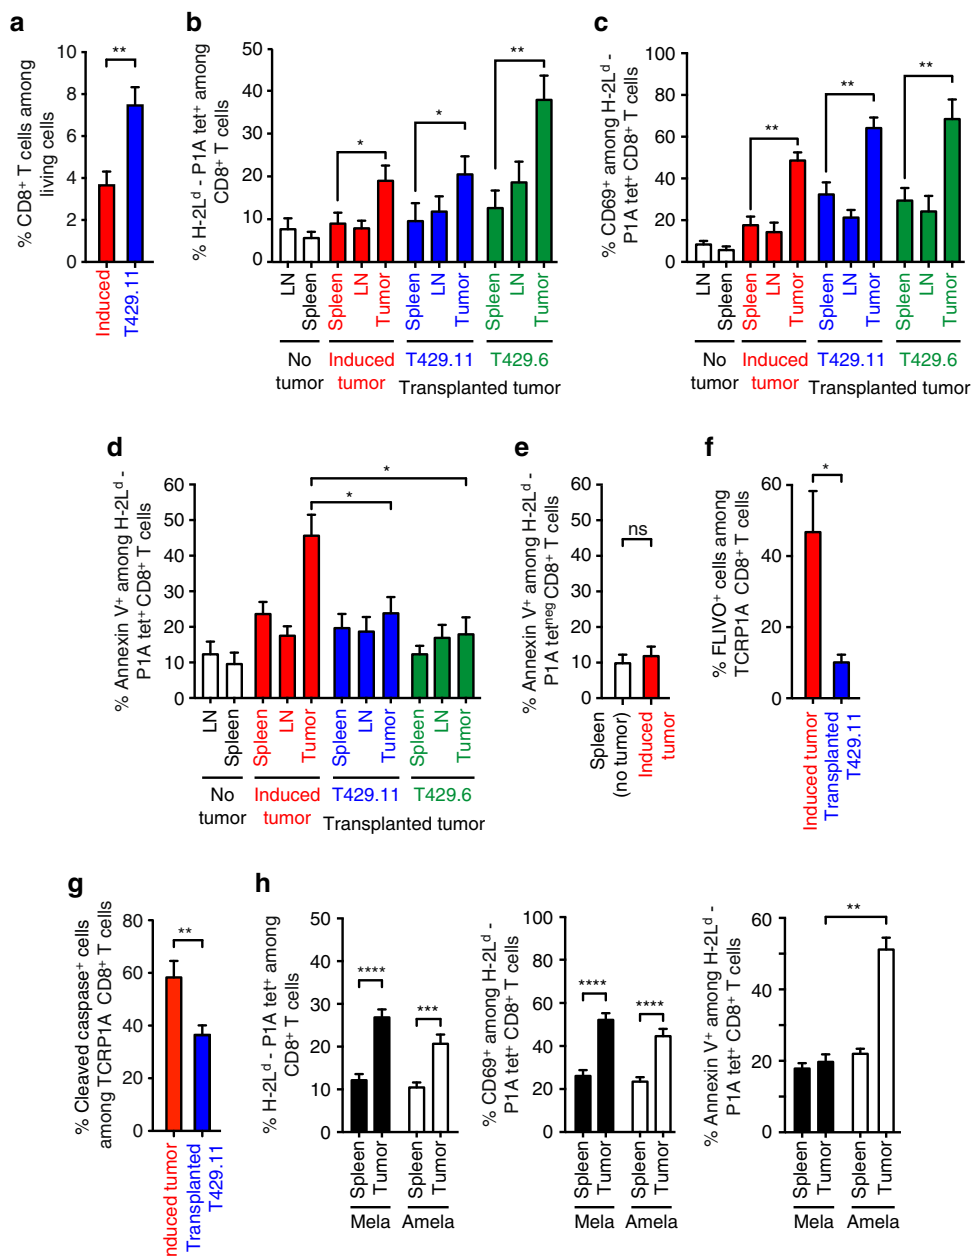 a
% CD8⁺ T cells among
living cells
10
8
6
4
2
0
**
Induced
T429.11
b
% H-2Lᵈ - P1A tet⁺ among
CD8⁺ T cells
50
40
30
20
10
0
*
*
**
LN
Spleen
Spleen
LN
Tumor
Spleen
LN
Tumor
Spleen
LN
Tumor
No
tumor
Induced
tumor
T429.11
T429.6
Transplanted tumor
c
% CD69⁺ among H-2Lᵈ -
P1A tet⁺ CD8⁺ T cells
100
80
60
40
20
0
**
**
**
LN
Spleen
Spleen
LN
Tumor
Spleen
LN
Tumor
Spleen
LN
Tumor
No
tumor
Induced
tumor
T429.11
T429.6
Transplanted tumor
d
% Annexin V⁺ among H-2Lᵈ -
P1A tet⁺ CD8⁺ T cells
60
50
40
30
20
10
0
*
*
LN
Spleen
Spleen
LN
Tumor
Spleen
LN
Tumor
Spleen
LN
Tumor
No
tumor
Induced
tumor
T429.11
T429.6
Transplanted tumor
e
% Annexin V⁺ among H-2Lᵈ -
P1A tetⁿᵉᵍ CD8⁺ T cells
60
50
40
30
20
10
0
ns
Spleen
(no tumor)
Induced
tumor
f
% FLIVO⁺ cells among
TCRP1A CD8⁺ T cells
60
40
20
0
*
Induced tumor
Transplanted
T429.11
g
% Cleaved caspase⁺ cells
among TCRP1A CD8⁺ T cells
80
60
40
20
0
**
nduced tumor
Transplanted
T429.11
h
% H-2Lᵈ - P1A tet⁺ among
CD8⁺ T cells
50
40
30
20
10
0
****
***
Spleen
Tumor
Spleen
Tumor
Mela
Amela
% CD69⁺ among H-2Lᵈ -
P1A tet⁺ CD8⁺ T cells
100
80
60
40
20
0
****
****
Spleen
Tumor
Spleen
Tumor
Mela
Amela
% Annexin V⁺ among H-2Lᵈ -
P1A tet⁺ CD8⁺ T cells
60
40
20
0
**
Spleen
Tumor
Spleen
Tumor
Mela
Amela